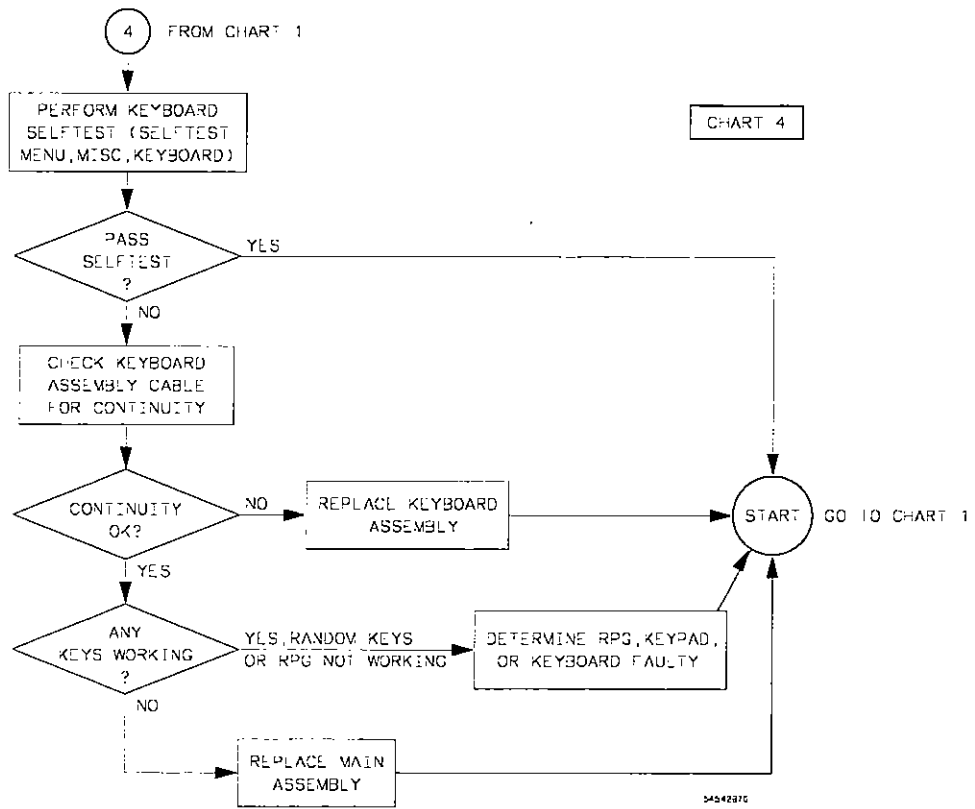 4 FROM CHART 1
PERFORM KEYBOARD
SELFTEST (SELFTEST
MENU,MISC,KEYBOARD)
CHART 4
PASS
SELFTEST
?
YES
NO
CHECK KEYBOARD
ASSEMBLY CABLE
FOR CONTINUITY
CONTINUITY
OK?
NO
REPLACE KEYBOARD
ASSEMBLY
START
GO TO CHART 1
YES
ANY
KEYS WORKING
?
YES,RANDOM KEYS
OR RPG NOT WORKING
DETERMINE RPG,KEYPAD,
OR KEYBOARD FAULTY
NO
REPLACE MAIN
ASSEMBLY